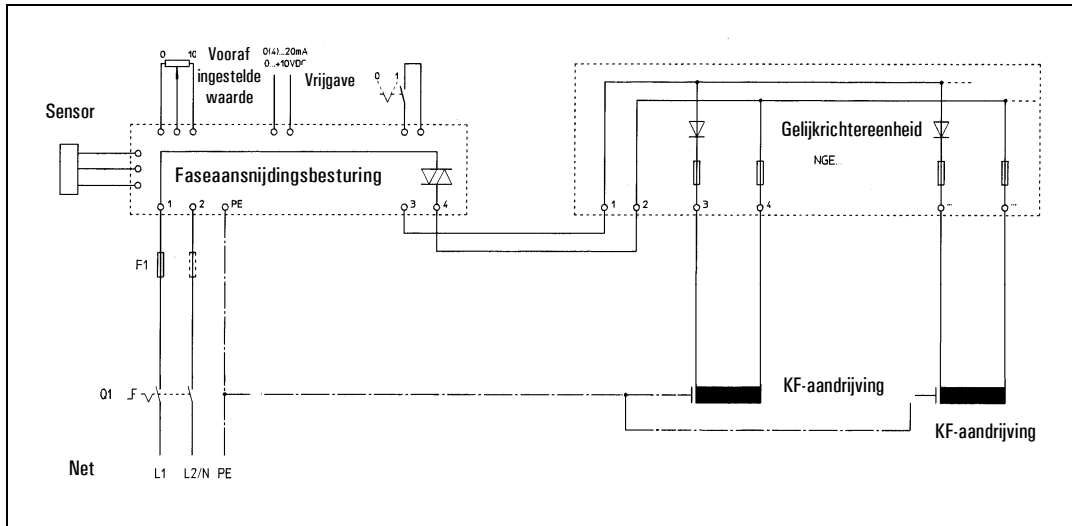 0 10
Vooraf
ingestelde
waarde
0(4)...20mA
0...+10VDC
Vrijgave
0 1
Sensor
Faseaansnijdingsbesturing
1 2 PE 3 4
Gelijkrichtereenheid
NGE...
1 2 3 4 ... ...
F1
Q1
KF-aandrijving
KF-aandrijving
Net
L1 L2/N PE